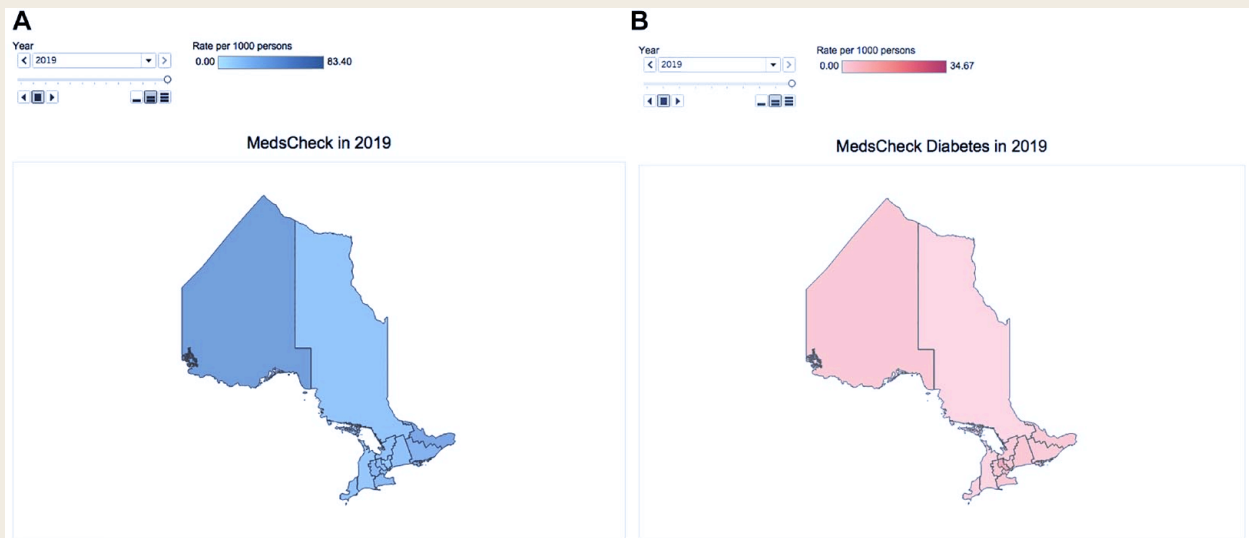 A
Year
2019
Rate per 1000 persons
0.00 83.40
MedsCheck in 2019
B
Year
2019
Rate per 1000 persons
0.00 34.67
MedsCheck Diabetes in 2019